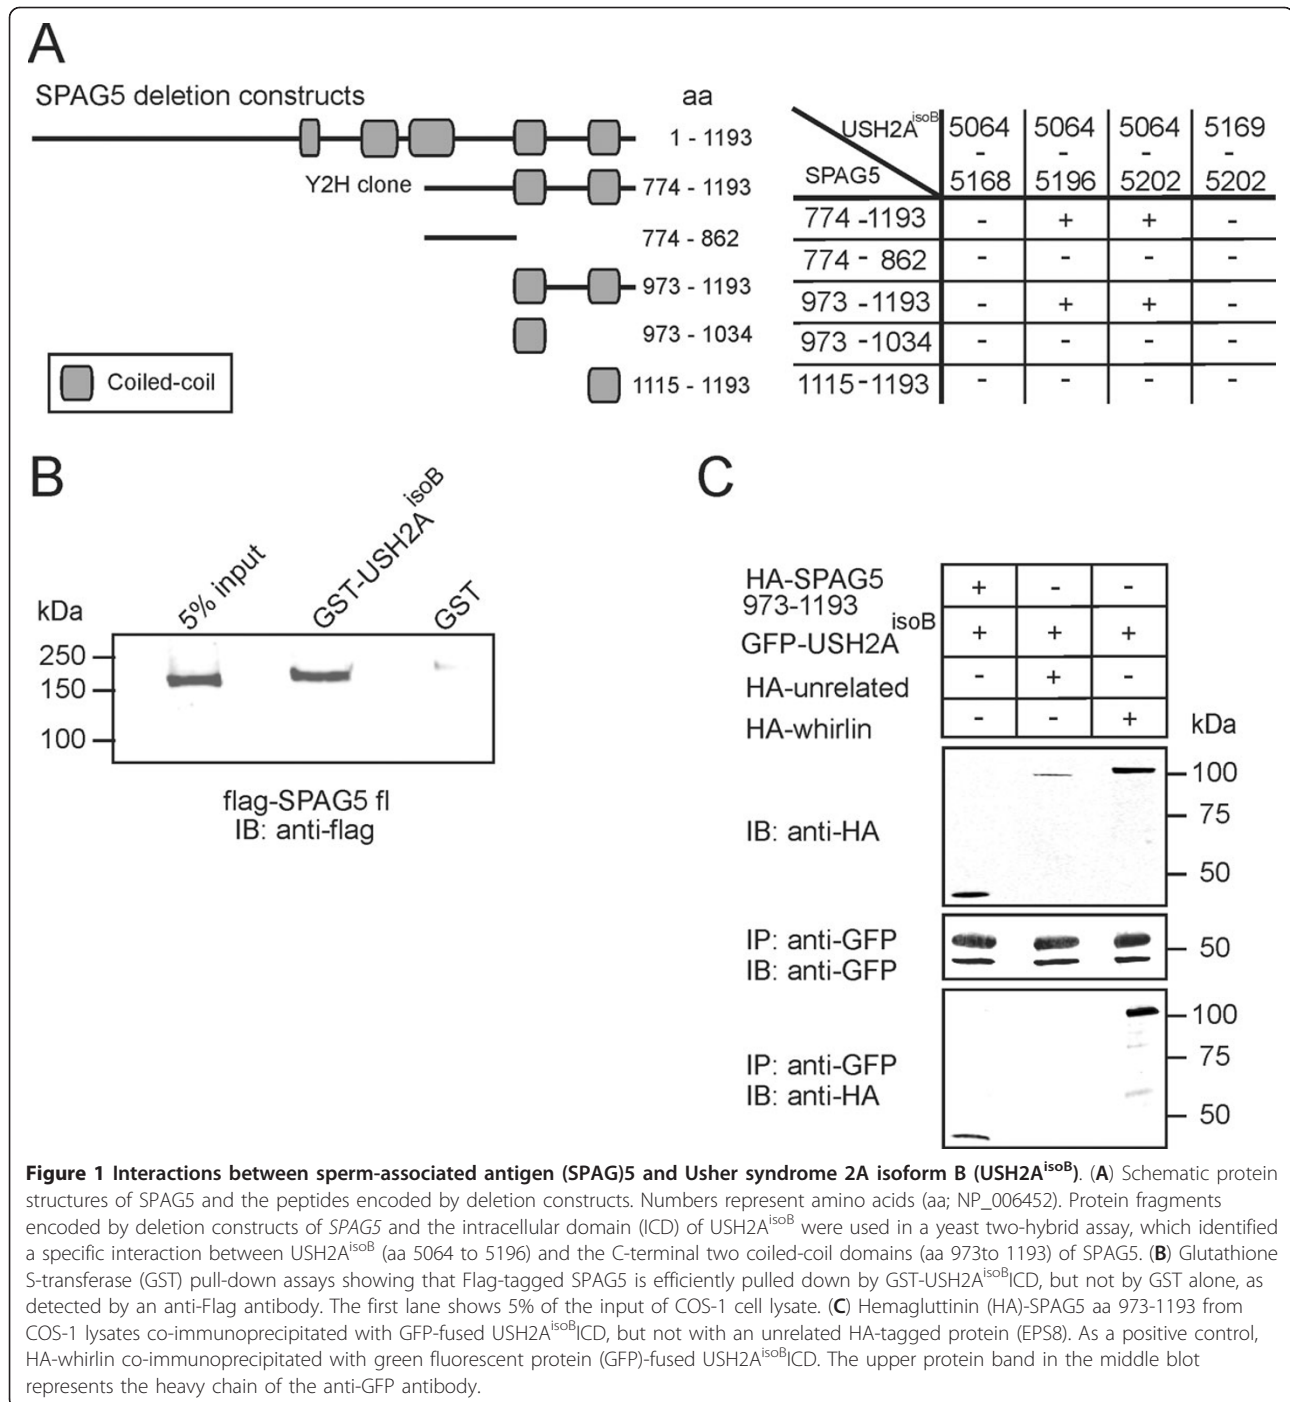 A
SPAG5 deletion constructs
aa
1 - 1193
Y2H clone
774 - 1193
774 - 862
973 - 1193
973 - 1034
1115 - 1193
Coiled-coil
USH2A isoB 5064 - 5168 5064 - 5196 5064 - 5202 5169 - 5202
SPAG5
774 -1193 - + + -
774 - 862 - - - -
973 -1193 - + + -
973 -1034 - - - -
1115 -1193 - - - -
B
5% input
GST-USH2A isoB
GST
kDa
250
150
100
flag-SPAG5 fl
IB: anti-flag
C
HA-SPAG5 973-1193 + - -
GFP-USH2A isoB + + +
HA-unrelated - + -
HA-whirlin - - +
kDa
IB: anti-HA
100
75
50
IP: anti-GFP
IB: anti-GFP
50
IP: anti-GFP
IB: anti-HA
100
75
50
Figure 1 Interactions between sperm-associated antigen (SPAG)5 and Usher syndrome 2A isoform B (USH2A^isoB). (A) Schematic protein
structures of SPAG5 and the peptides encoded by deletion constructs. Numbers represent amino acids (aa; NP_006452). Protein fragments
encoded by deletion constructs of SPAG5 and the intracellular domain (ICD) of USH2A^isoB were used in a yeast two-hybrid assay, which identified
a specific interaction between USH2A^isoB (aa 5064 to 5196) and the C-terminal two coiled-coil domains (aa 973to 1193) of SPAG5. (B) Glutathione
S-transferase (GST) pull-down assays showing that Flag-tagged SPAG5 is efficiently pulled down by GST-USH2A^isoBICD, but not by GST alone, as
detected by an anti-Flag antibody. The first lane shows 5% of the input of COS-1 cell lysate. (C) Hemagluttinin (HA)-SPAG5 aa 973-1193 from
COS-1 lysates co-immunoprecipitated with GFP-fused USH2A^isoBICD, but not with an unrelated HA-tagged protein (EPS8). As a positive control,
HA-whirlin co-immunoprecipitated with green fluorescent protein (GFP)-fused USH2A^isoBICD. The upper protein band in the middle blot
represents the heavy chain of the anti-GFP antibody.